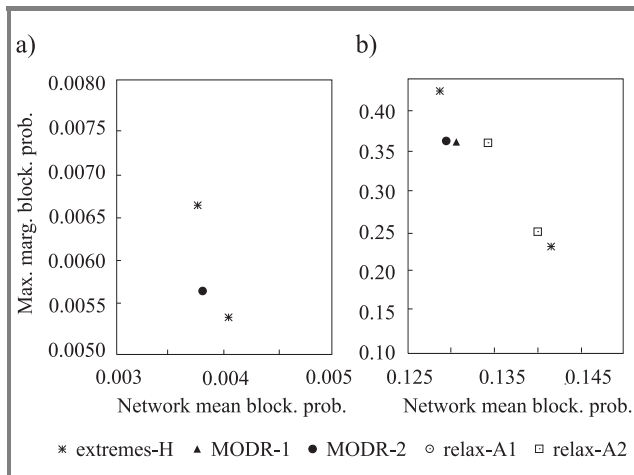 a)
b)
Max. marg. block. prob.
0.0080
0.0075
0.0070
0.0065
0.0060
0.0055
0.0050
0.003
0.004
0.005
Network mean block. prob.
0.40
0.35
0.30
0.25
0.25
0.15
0.10
0.125
0.135
0.145
Network mean block. prob.
extremes-H
MODR-1
MODR-2
relax-A1
relax-A2